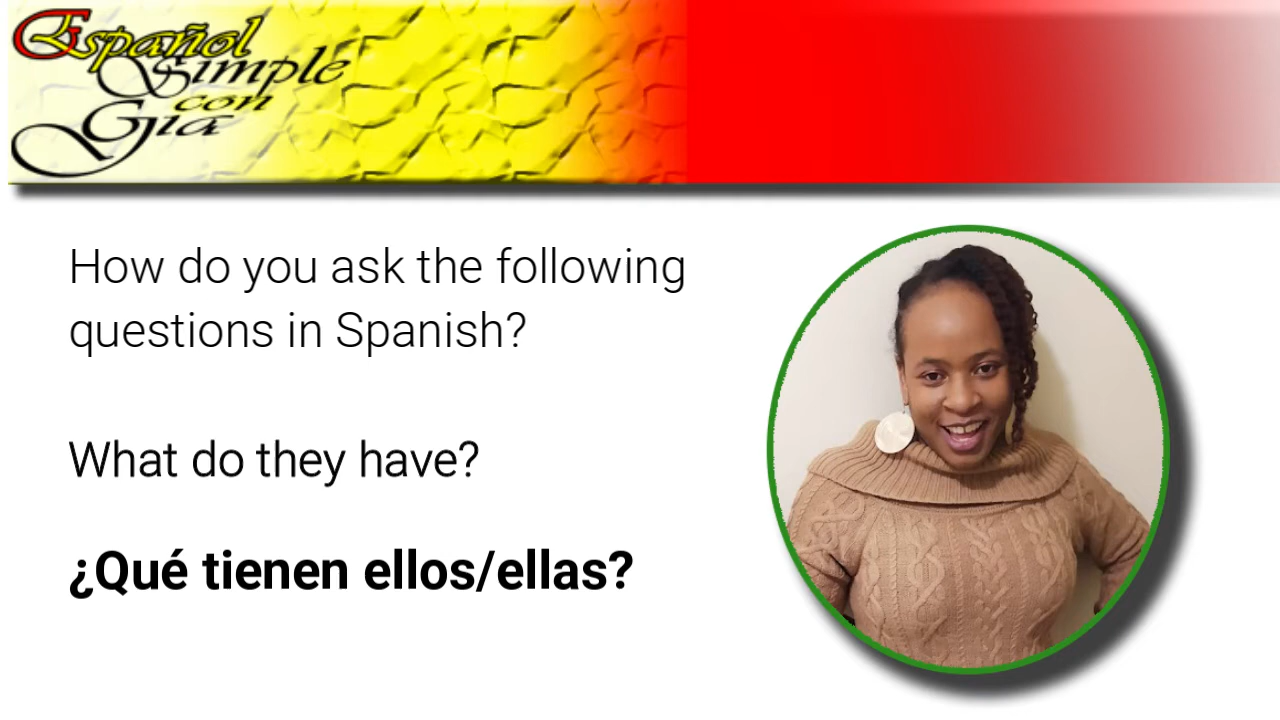 Español
Simple
con
Gia
How do you ask the following
questions in Spanish?
What do they have?
¿Qué tienen ellos/ellas?